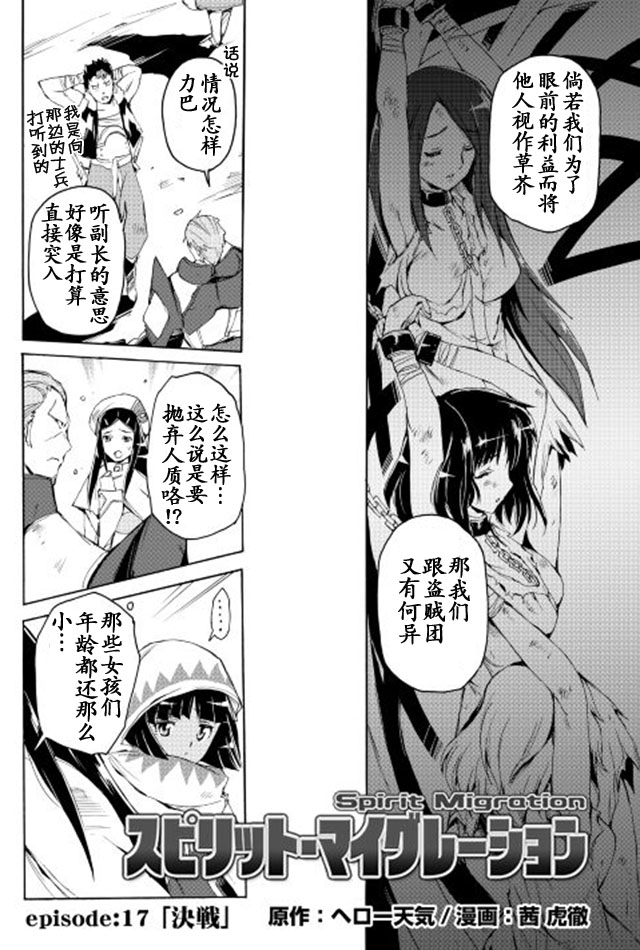 倘若我们为了
眼前的利益而将
他人视作草芥
那我们
跟盗贼团
又有何异
话说
情况怎样
力巴
我是向
那边的士兵
打听到的
听副长的意思
好像是打算
直接突入
怎么这样…
这么说是要
抛弃人质咯
!?
……
那些女孩们
年龄都还那么
小…
Spirit Migration
スピリット・マイグレーション
episode:17「決戦」
原作：ヘロー天気/漫画：茜 虎徹